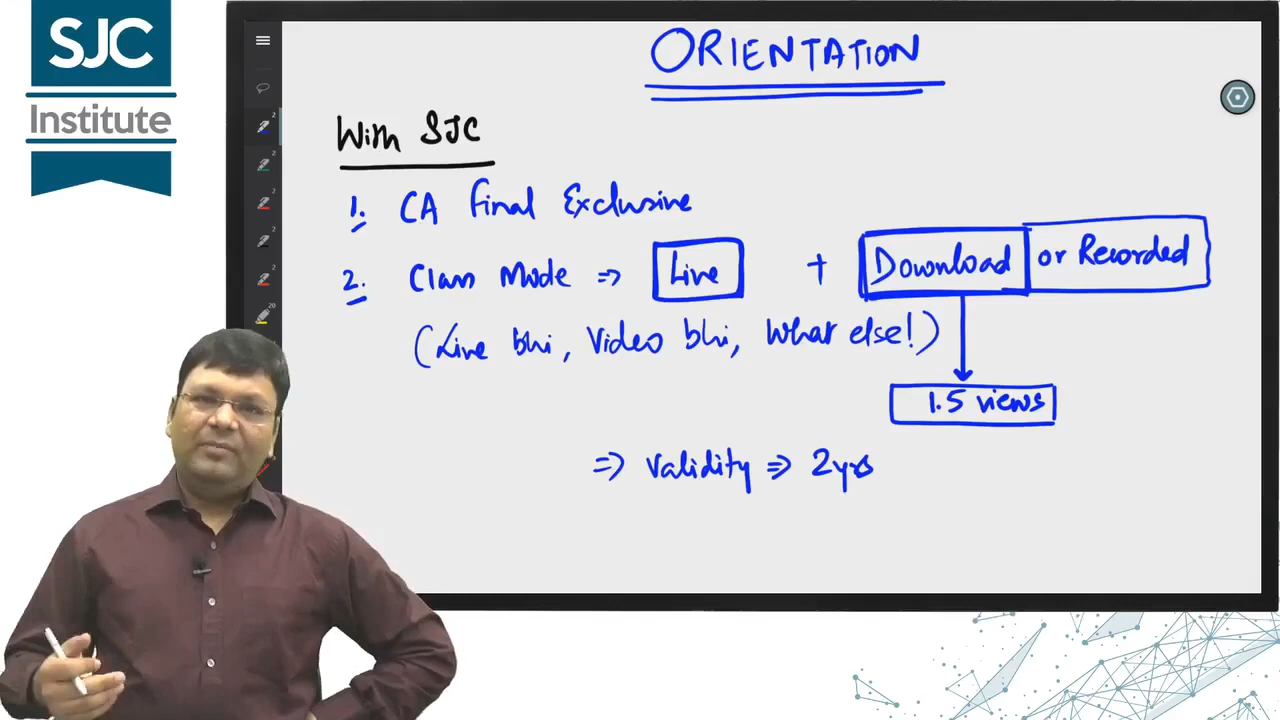 SJC
Institute
ORIENTATION
With SJC
1. CA Final Exclusive
2. Class Mode ⇒ Live + Download or Recorded
(Live bhi, Video bhi, What else!)
1.5 views
⇒ Validity ⇒ 2yrs